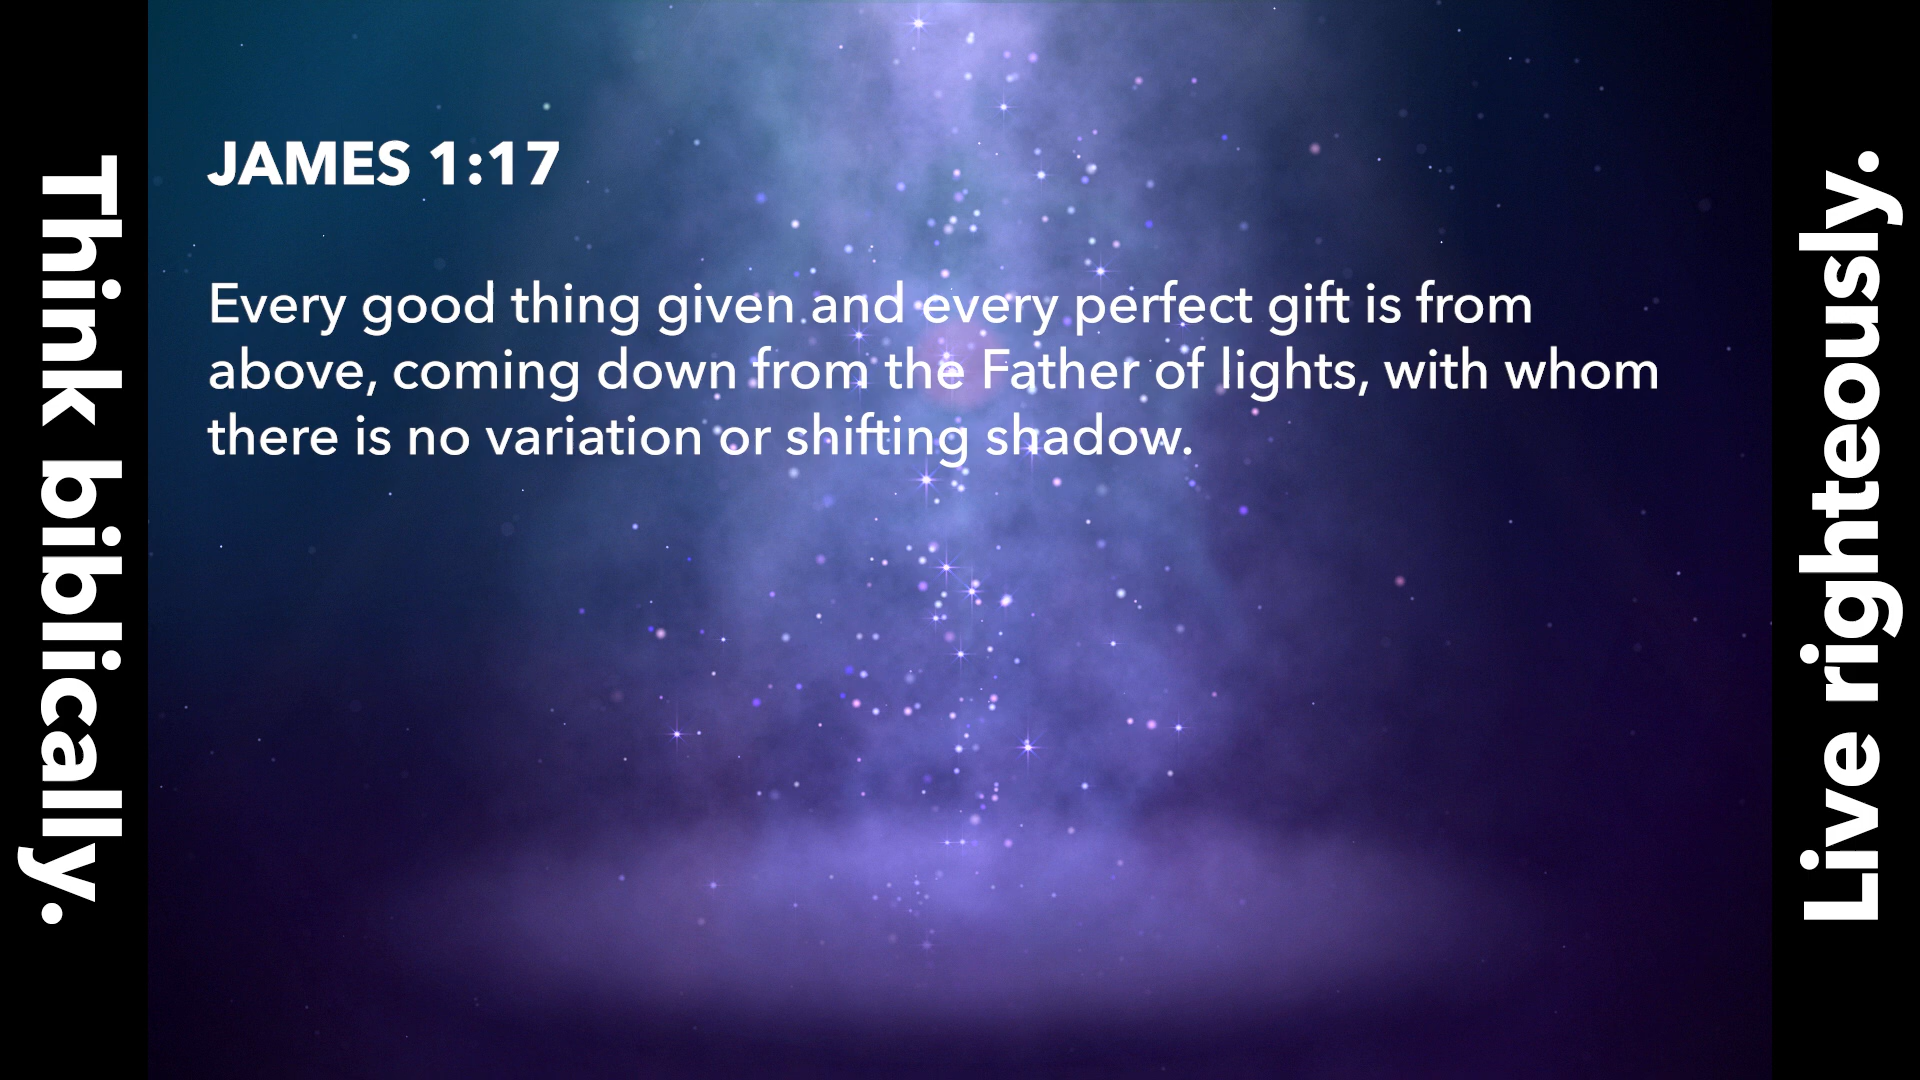 Think biblically.
JAMES 1:17
Every good thing given and every perfect gift is from
above, coming down from the Father of lights, with whom
there is no variation or shifting shadow.
Live righteously.